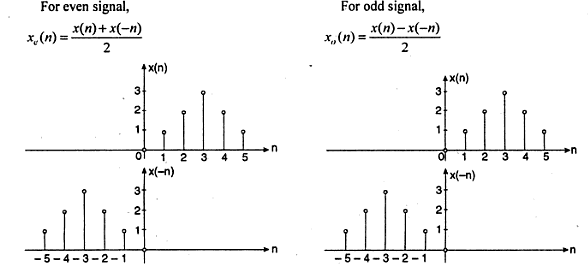 For even signal,
x_e(n) = \frac{x(n)+x(-n)}{2}
x(n)
3
2
1
0 1 2 3 4 5 n
x(-n)
3
2
1
-5 -4 -3 -2 -1 n
For odd signal,
x_o(n) = \frac{x(n)-x(-n)}{2}
x(n)
3
2
1
0 1 2 3 4 5 n
x(-n)
3
2
1
-5 -4 -3 -2 -1 n